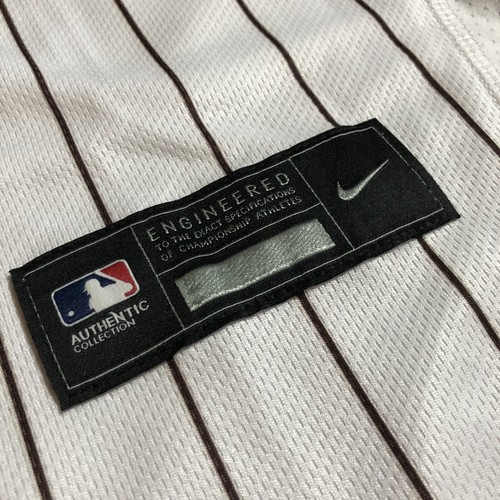 ENGINEERED
TO THE EXACT SPECIFICATIONS
OF CHAMPIONSHIP ATHLETES
AUTHENTIC
COLLECTION